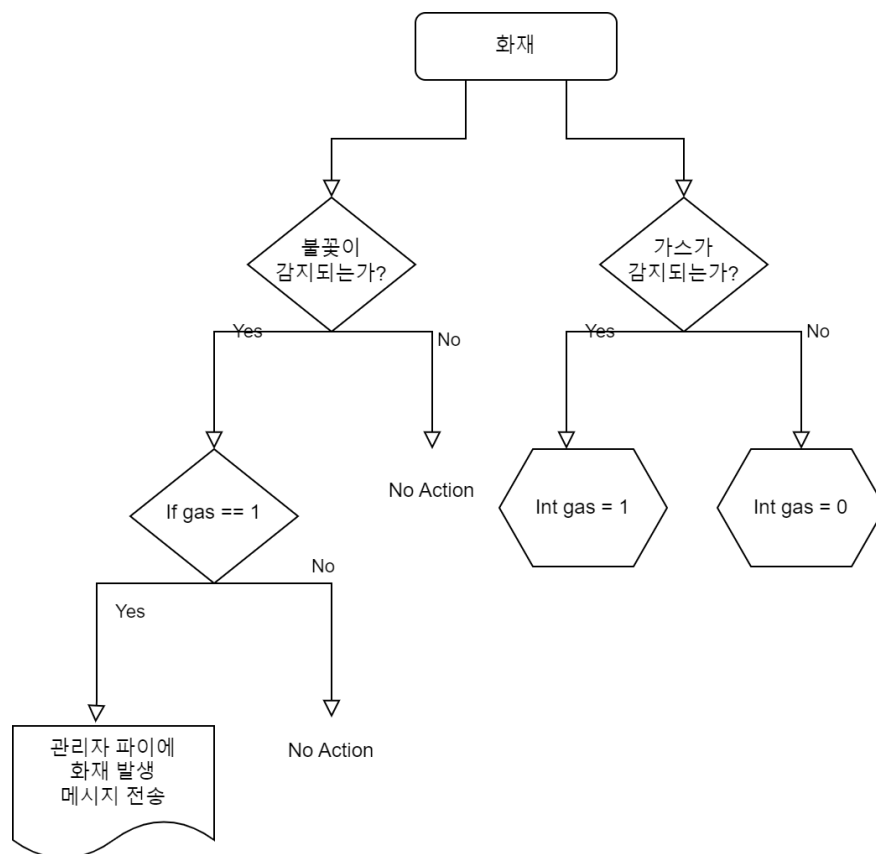 화재
불꽃이
감지되는가?
가스가
감지되는가?
Yes
No
Yes
No
No Action
If gas == 1
Int gas = 1
Int gas = 0
No
Yes
관리자 파이에
화재 발생
메시지 전송
No Action